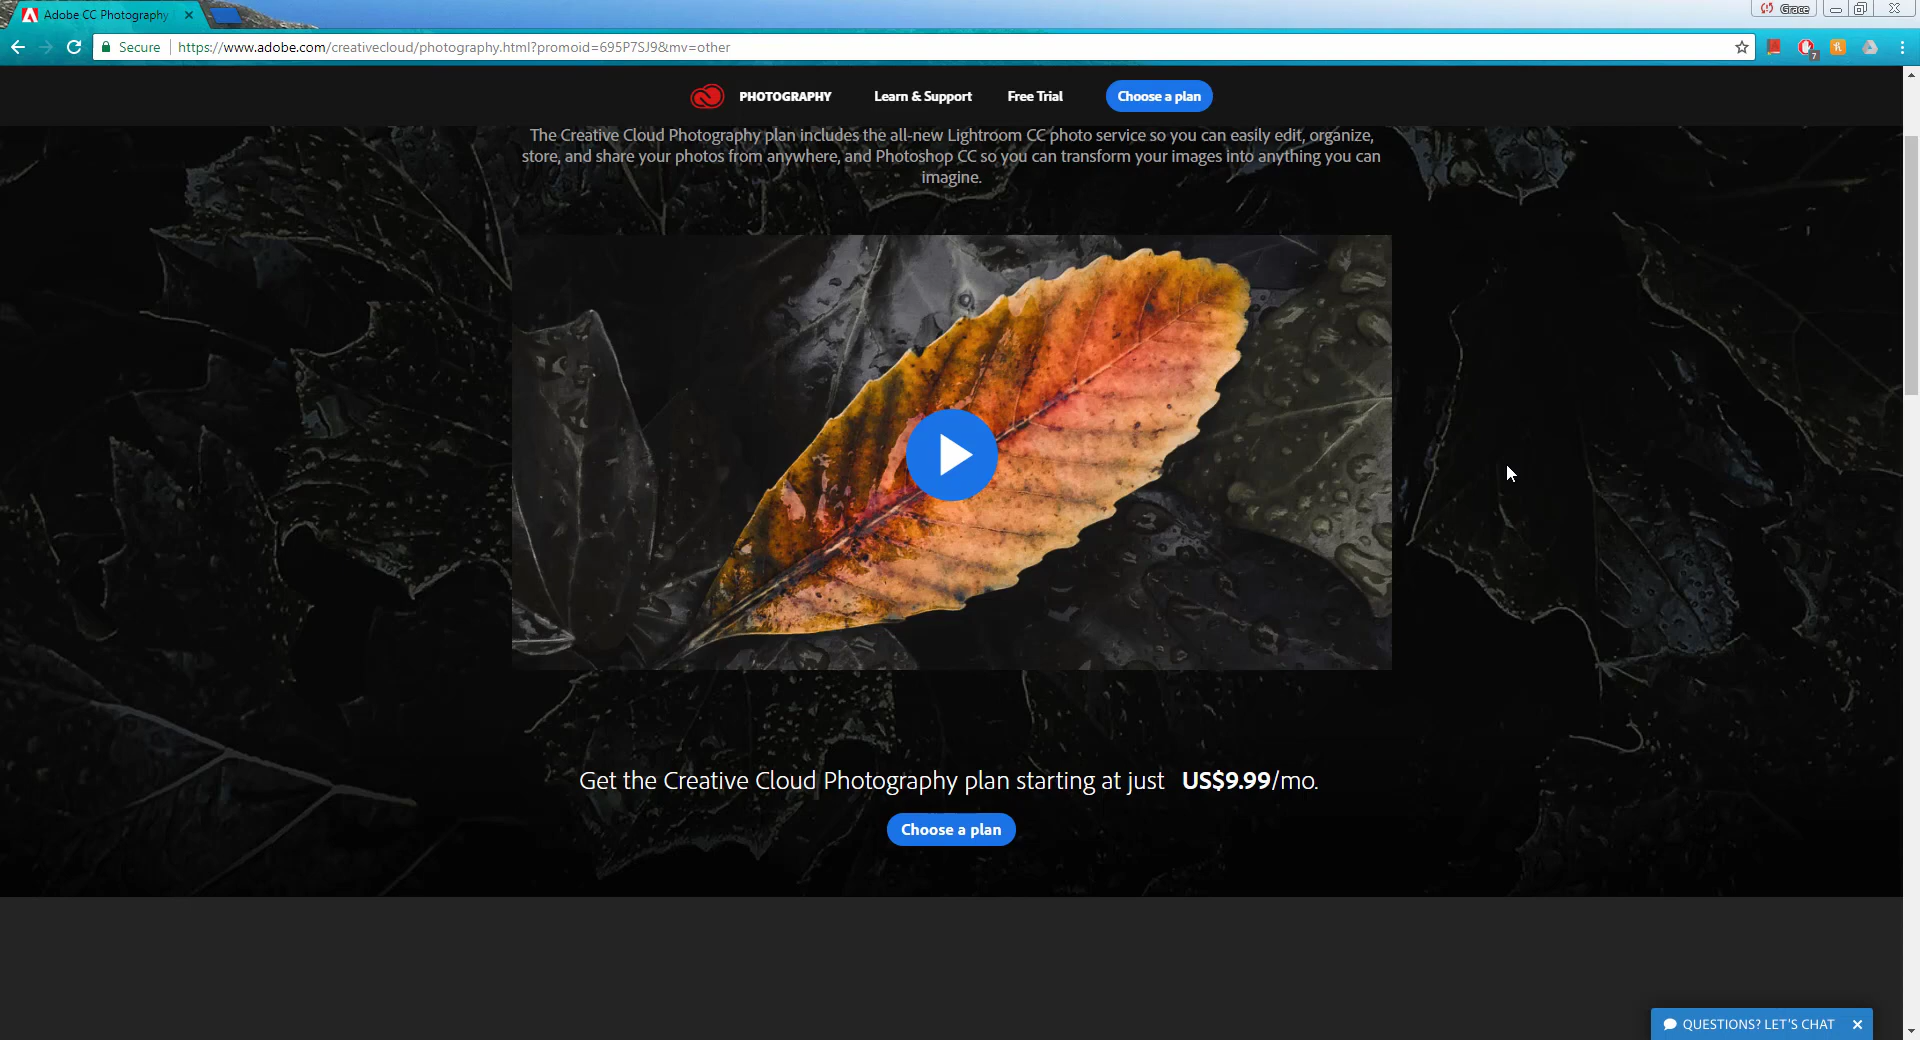 Adobe CC Photography
Grace
Secure
https://www.adobe.com/creativecloud/photography.html?promoid=695P7SJ9&mv=other
7
PHOTOGRAPHY
Learn & Support
Free Trial
Choose a plan
The Creative Cloud Photography plan includes the all-new Lightroom CC photo service so you can easily edit, organize,
store, and share your photos from anywhere, and Photoshop CC so you can transform your images into anything you can
imagine.
Get the Creative Cloud Photography plan starting at just US$9.99/mo.
Choose a plan
QUESTIONS? LET'S CHAT